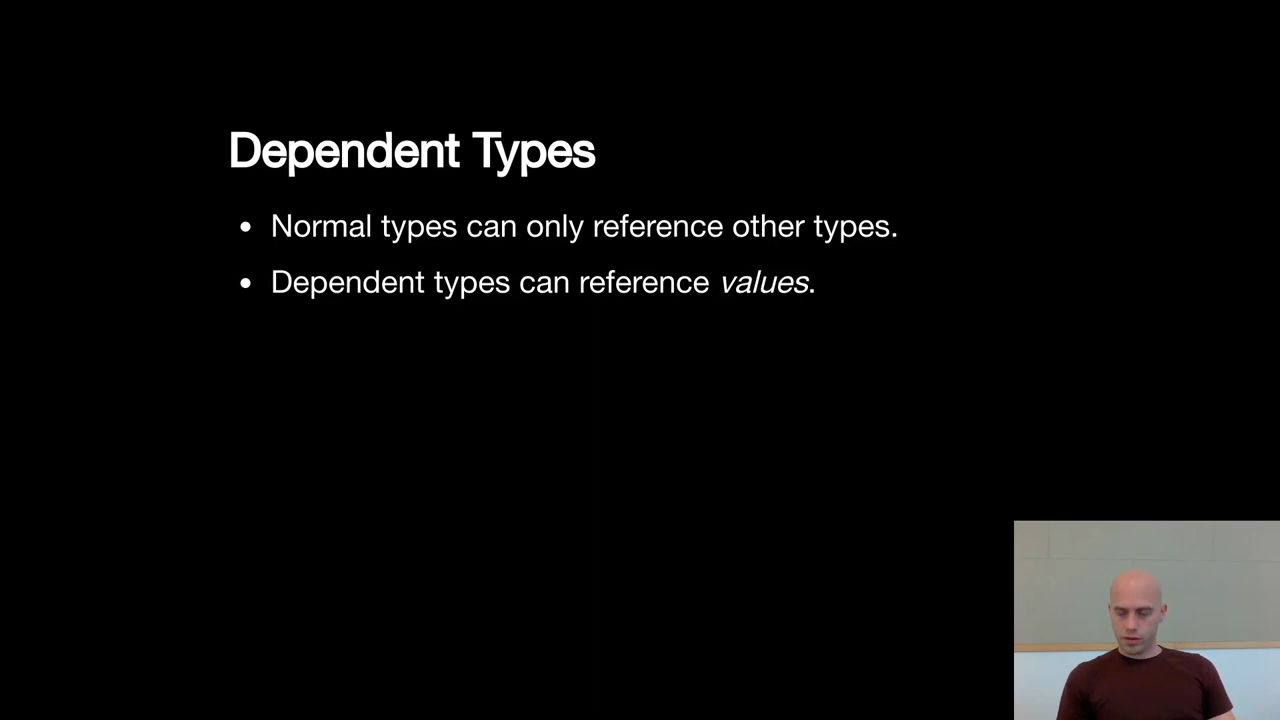 Dependent Types
• Normal types can only reference other types.
• Dependent types can reference values.